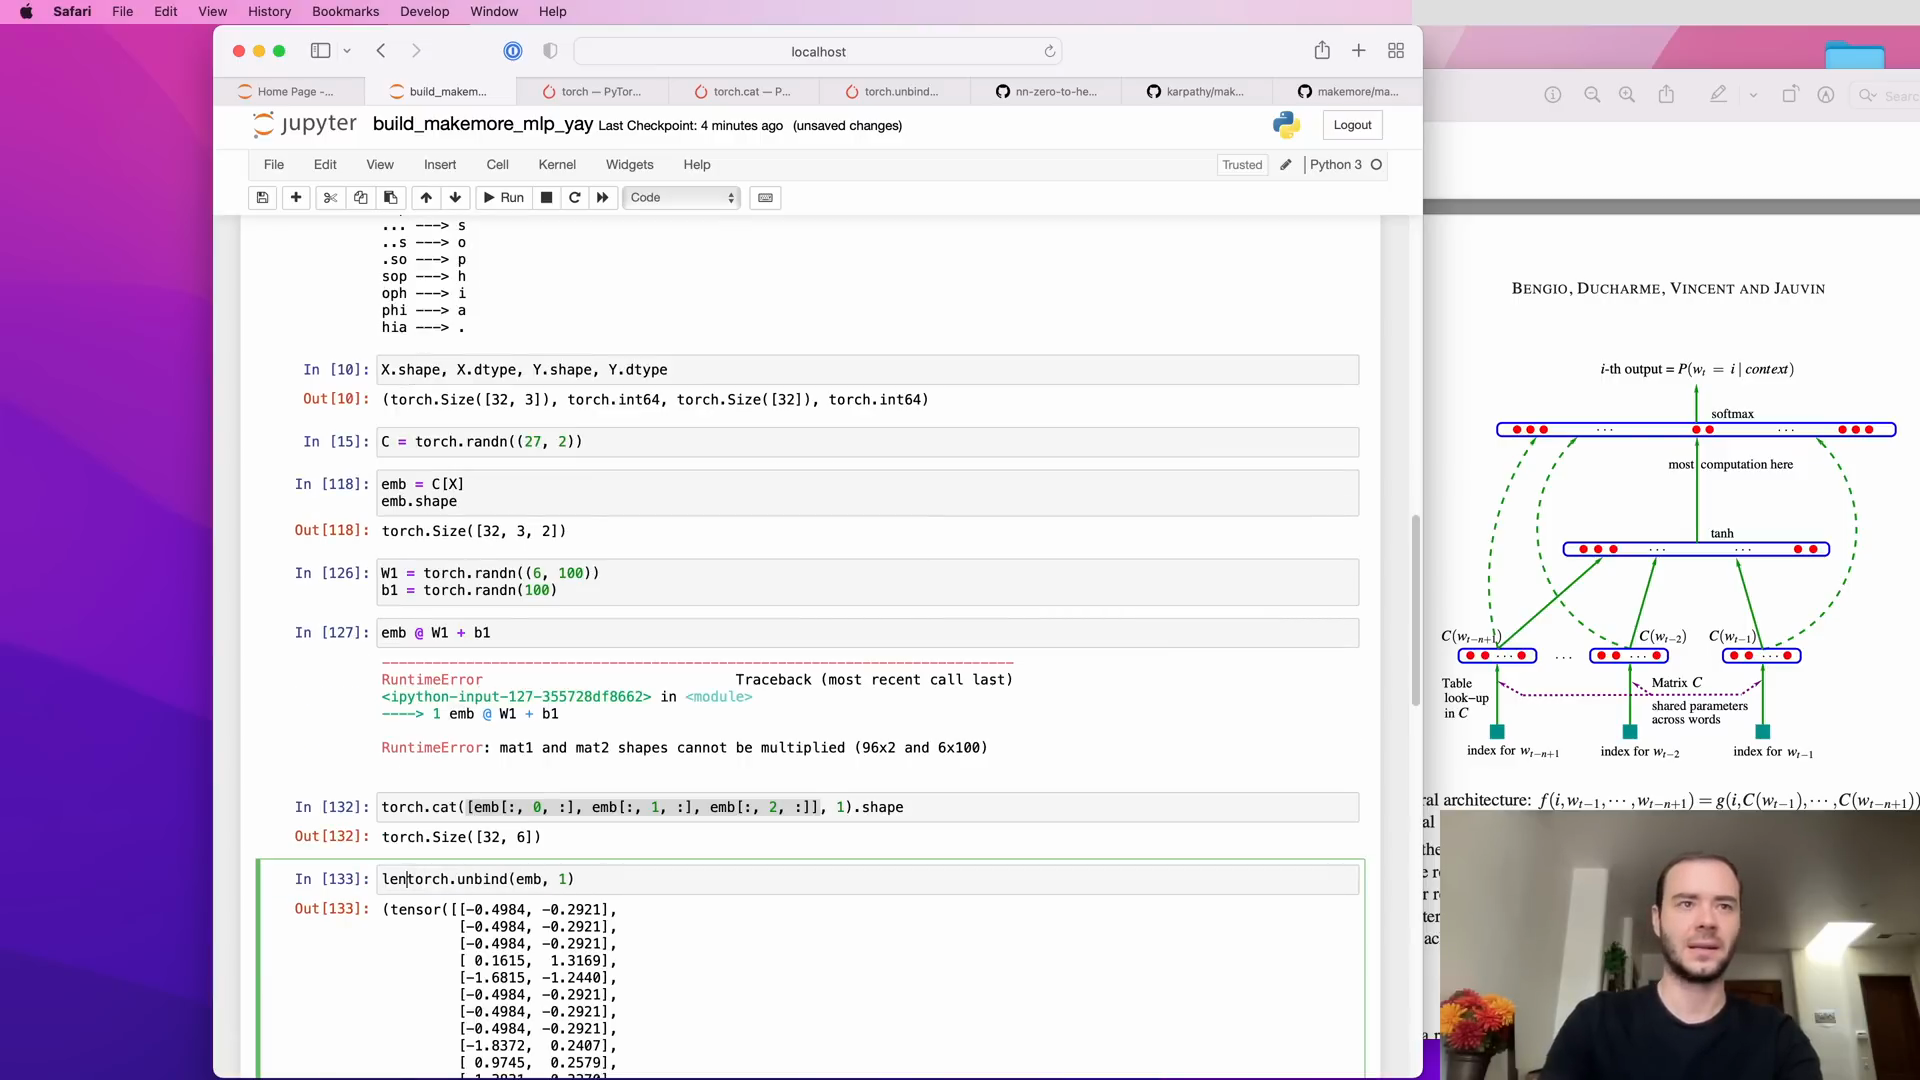 Safari File Edit View History Bookmarks Develop Window Help
localhost
Home Page -... build_makem... torch — PyTor... torch.cat — P... torch.unbind... nn-zero-to-he... karpathy/mak... makemore/ma...
Search
jupyter build_makemore_mlp_yay Last Checkpoint: 4 minutes ago (unsaved changes) Logout
File Edit View Insert Cell Kernel Widgets Help Trusted Python 3
Run Code
... ---> s
..s ---> o
.so ---> p
sop ---> h
oph ---> i
phi ---> a
hia ---> .
In [10]: X.shape, X.dtype, Y.shape, Y.dtype
Out[10]: (torch.Size([32, 3]), torch.int64, torch.Size([32]), torch.int64)
In [15]: C = torch.randn((27, 2))
In [118]: emb = C[X]
emb.shape
Out[118]: torch.Size([32, 3, 2])
In [126]: W1 = torch.randn((6, 100))
b1 = torch.randn(100)
In [127]: emb @ W1 + b1
---------------------------------------------------------------------------
RuntimeError Traceback (most recent call last)
<ipython-input-127-355728df8662> in <module>
----> 1 emb @ W1 + b1
RuntimeError: mat1 and mat2 shapes cannot be multiplied (96x2 and 6x100)
In [132]: torch.cat([emb[:, 0, :], emb[:, 1, :], emb[:, 2, :]], 1).shape
Out[132]: torch.Size([32, 6])
In [133]: lentorch.unbind(emb, 1)
Out[133]: (tensor([[-0.4984, -0.2921],
[-0.4984, -0.2921],
[-0.4984, -0.2921],
[ 0.1615, 1.3169],
[-1.6815, -1.2440],
[-0.4984, -0.2921],
[-0.4984, -0.2921],
[-0.4984, -0.2921],
[-1.8372, 0.2407],
[ 0.9745, 0.2579],
BENGIO, DUCHARME, VINCENT AND JAUVIN
i-th output = P(w_t = i | context)
softmax
... ... 
most computation here
tanh
... ...
C(w_{t−n+1}) C(w_{t−2}) C(w_{t−1})
... ... ... ...
Table look−up in C
Matrix C
shared parameters
across words
index for w_{t−n+1} index for w_{t−2} index for w_{t−1}
ral architecture: f(i, w_{t−1}, ···, w_{t−n+1}) = g(i, C(w_{t−1}), ···, C(w_{t−n+1}))